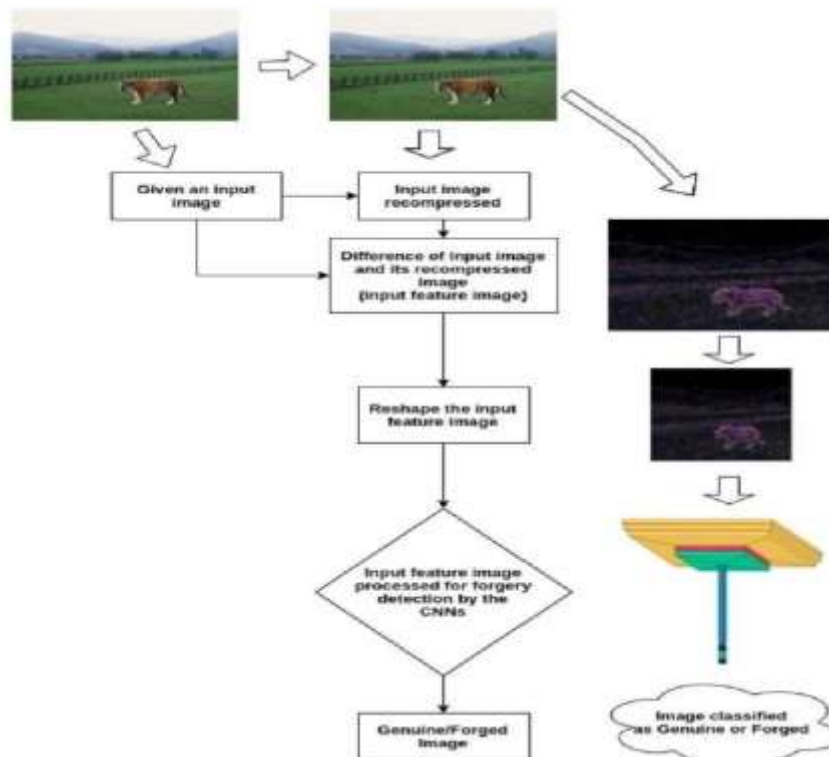 Given an input
image
Input image
recompressed
Difference of input image
and its recompressed
image
(input feature image)
Reshape the input
feature image
Input feature image
processed for forgery
detection by the
CNNs
Genuine/Forged
Image
Image classified
as Genuine or Forged